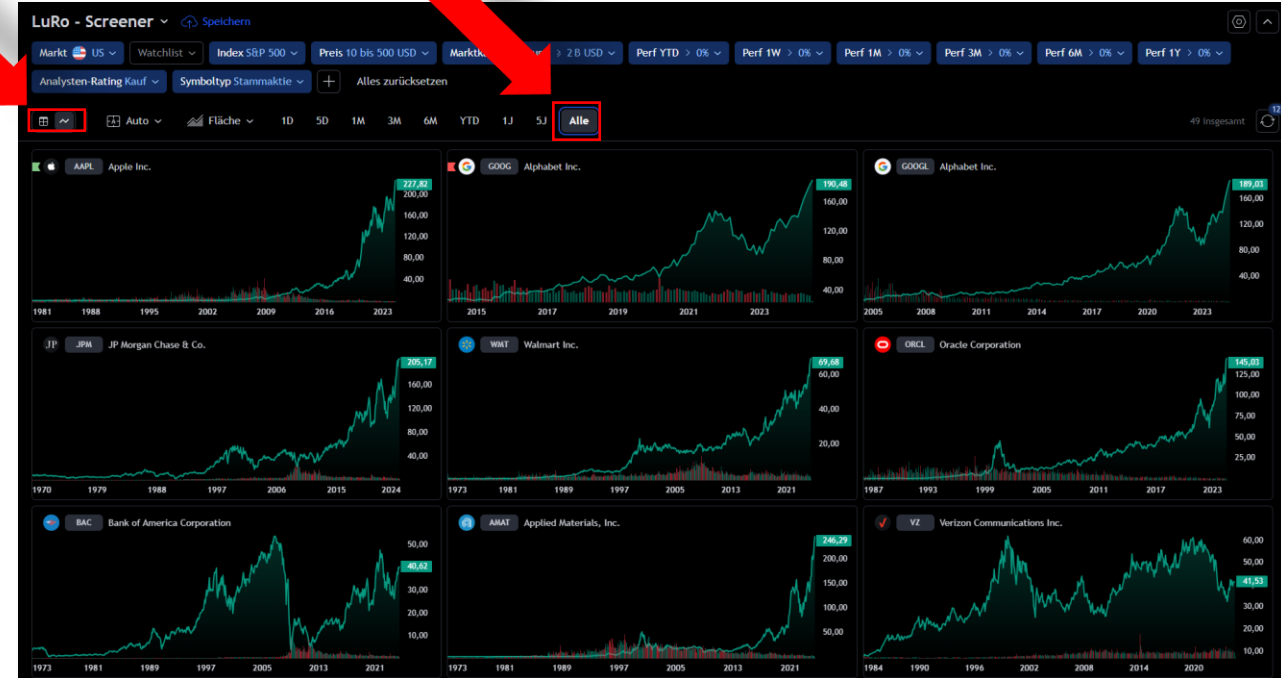 LuRo - Screener Speichern
Markt US Watchlist Index S&P 500 Preis 10 bis 500 USD > 2 B USD Perf YTD > 0% Perf 1W > 0% Perf 1M > 0% Perf 3M > 0% Perf 6M > 0% Perf 1Y > 0%
Analysten-Rating Kauf Symboltyp Stammaktie + Alles zurücksetzen
Auto Fläche 1D 5D 1M 3M 6M YTD 1J 5J Alle 49 insgesamt 12
AAPL Apple Inc.
227,82
200,00
160,00
120,00
80,00
40,00
1981 1988 1995 2002 2009 2016 2023
GOOG Alphabet Inc.
190,48
160,00
120,00
80,00
40,00
2015 2017 2019 2021 2023
GOOGL Alphabet Inc.
189,03
160,00
120,00
80,00
40,00
2005 2008 2011 2014 2017 2020 2023
JP JPM JP Morgan Chase & Co.
205,17
160,00
120,00
80,00
40,00
1970 1979 1988 1997 2006 2015 2024
WMT Walmart Inc.
69,68
60,00
40,00
20,00
1973 1981 1989 1997 2005 2013 2021
ORCL Oracle Corporation
145,03
125,00
100,00
75,00
50,00
25,00
1987 1993 1999 2005 2011 2017 2023
BAC Bank of America Corporation
50,00
40,62
30,00
20,00
10,00
1973 1981 1989 1997 2005 2013 2021
AMAT Applied Materials, Inc.
246,29
200,00
150,00
100,00
50,00
1973 1981 1989 1997 2005 2013 2021
VZ Verizon Communications Inc.
60,00
50,00
41,53
30,00
20,00
10,00
1984 1990 1996 2002 2008 2014 2020